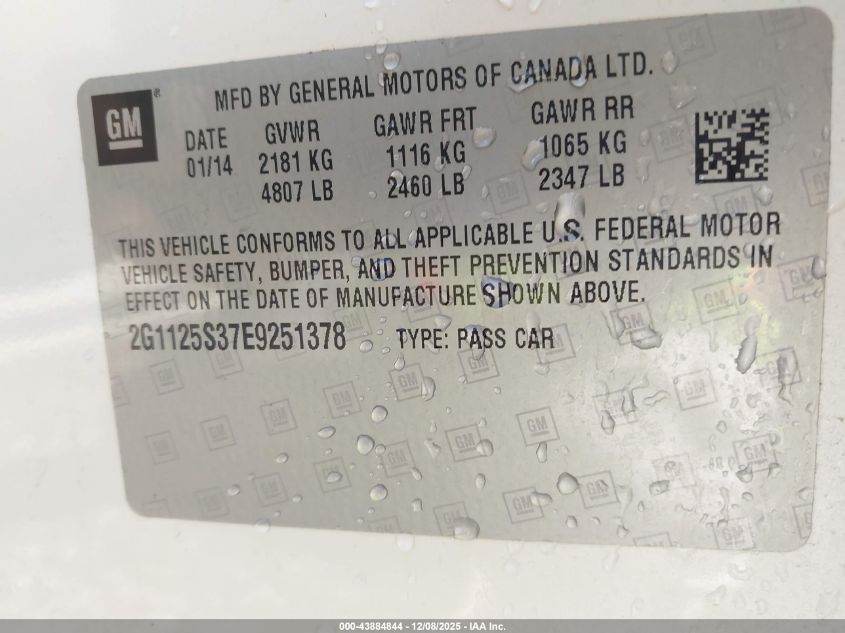 GM
MFD BY GENERAL MOTORS OF CANADA LTD.
DATE GVWR GAWR FRT GAWR RR
01/14 2181 KG 1116 KG 1065 KG
4807 LB 2460 LB 2347 LB
THIS VEHICLE CONFORMS TO ALL APPLICABLE U.S. FEDERAL MOTOR
VEHICLE SAFETY, BUMPER, AND THEFT PREVENTION STANDARDS IN
EFFECT ON THE DATE OF MANUFACTURE SHOWN ABOVE.
2G1125S37E9251378 TYPE: PASS CAR
000-43884844 - 12/08/2025 - IAA Inc.